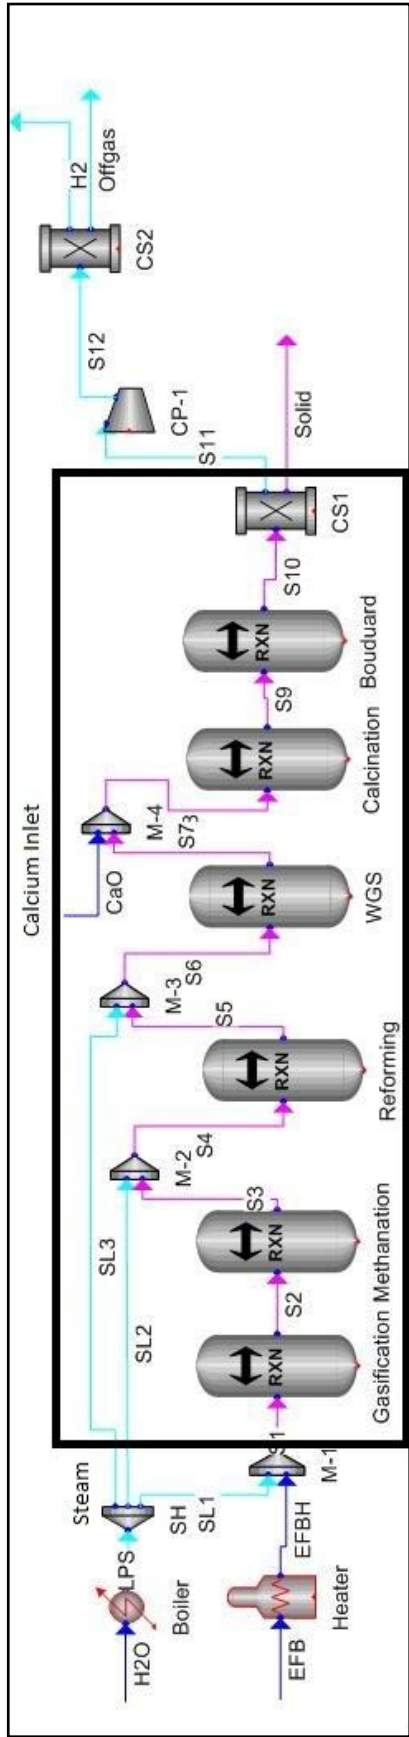 H2O
Boiler
LPS
Steam
SH
SL1
SL2
SL3
EFB
Heater
EFBH
M-1
S1
RXN
Gasification
S2
RXN
Methanation
S3
M-2
S4
RXN
Reforming
S5
M-3
S6
RXN
WGS
S7
Calcium Inlet
CaO
M-4
RXN
Calcination
S9
RXN
Bouduard
S10
CS1
Solid
S11
CP-1
S12
CS2
H2
Offgas